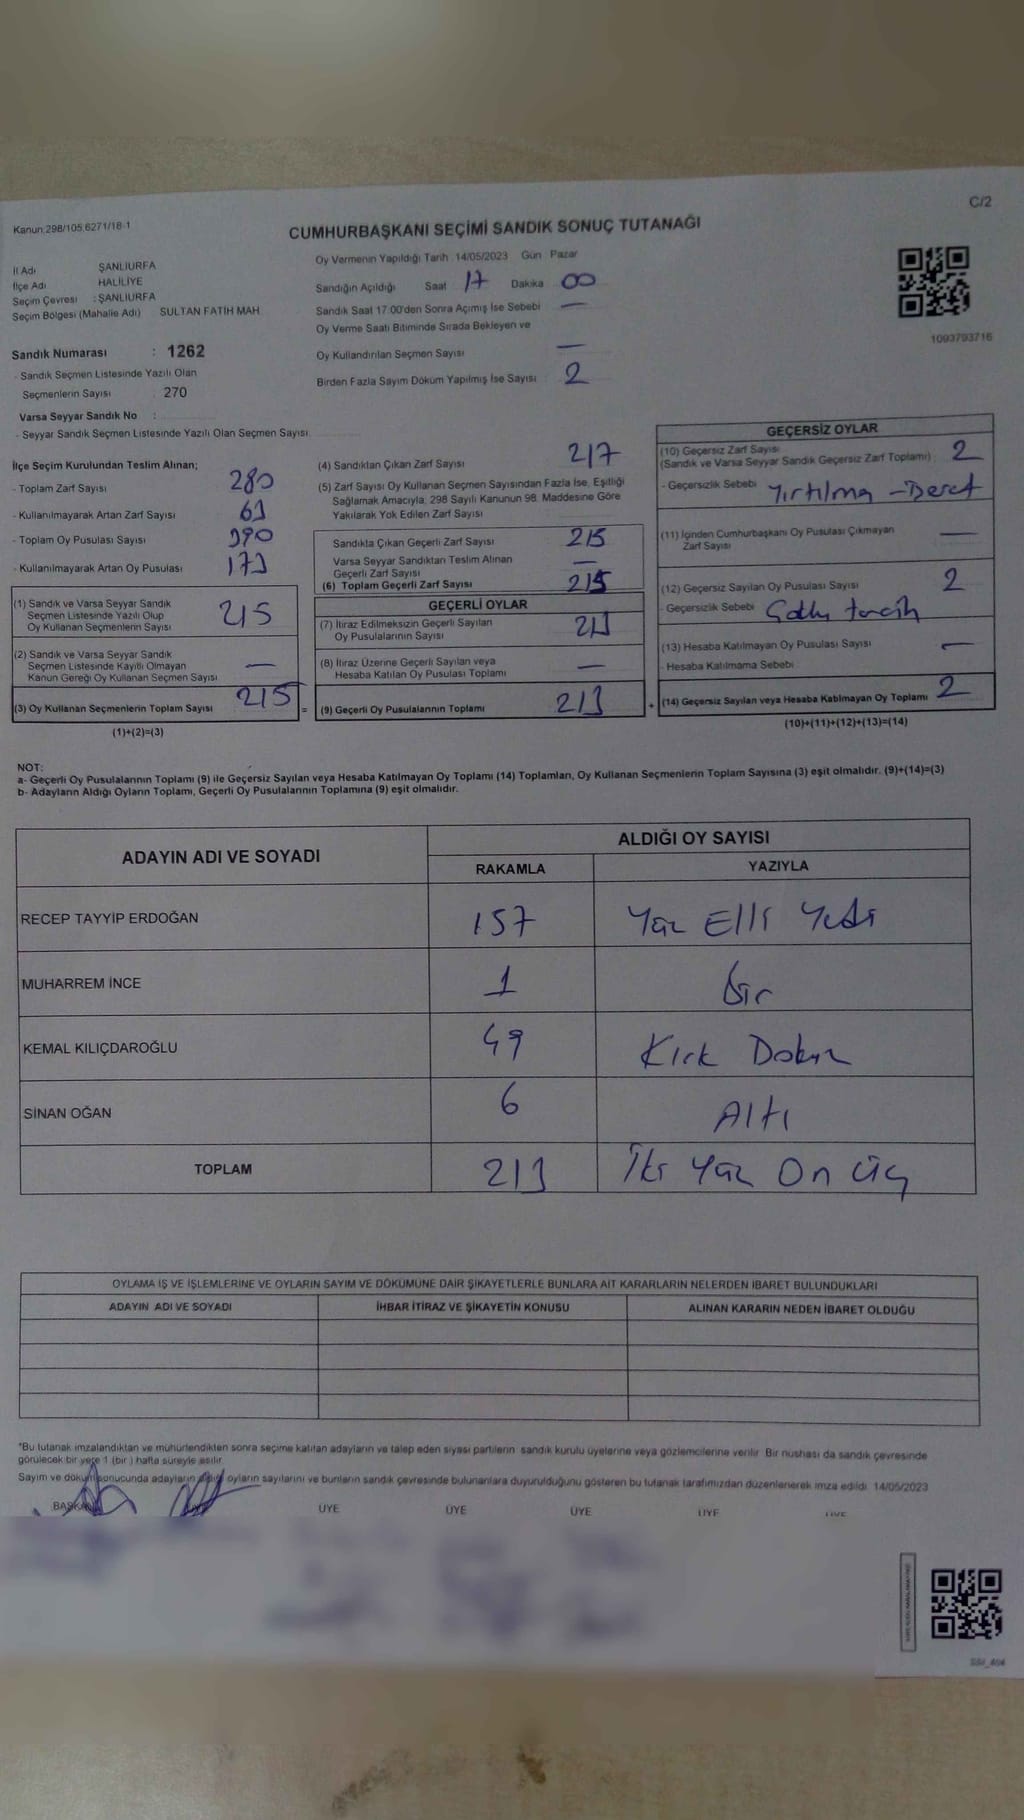 C/2
Kanun:298/105,6271/18-1
CUMHURBAŞKANI SEÇİMİ SANDIK SONUÇ TUTANAĞI
İl Adı ŞANLIURFA
İlçe Adı HALİLİYE
Seçim Çevresi : ŞANLIURFA
Seçim Bölgesi (Mahalle Adı) SULTAN FATİH MAH.
Sandık Numarası : 1262
- Sandık Seçmen Listesinde Yazılı Olan
Seçmenlerin Sayısı 270
Varsa Seyyar Sandık No :
- Seyyar Sandık Seçmen Listesinde Yazılı Olan Seçmen Sayısı
Oy Vermenin Yapıldığı Tarih 14/05/2023 Gün Pazar
Sandığın Açıldığı Saat 17 Dakika 00
Sandık Saat 17:00'den Sonra Açılmış İse Sebebi —
Oy Verme Saati Bitiminde Sırada Bekleyen ve
Oy Kullandırılan Seçmen Sayısı —
Birden Fazla Sayım Döküm Yapılmış İse Sayısı 2
1093793716
İlçe Seçim Kurulundan Teslim Alınan;
- Toplam Zarf Sayısı 280
- Kullanılmayarak Artan Zarf Sayısı 63
- Toplam Oy Pusulası Sayısı 390
- Kullanılmayarak Artan Oy Pusulası 173
(1) Sandık ve Varsa Seyyar Sandık
Seçmen Listesinde Yazılı Olup
Oy Kullanan Seçmenlerin Sayısı 215
(2) Sandık ve Varsa Seyyar Sandık
Seçmen Listesinde Kayıtlı Olmayan
Kanun Gereği Oy Kullanan Seçmen Sayısı —
(3) Oy Kullanan Seçmenlerin Toplam Sayısı 215
(1)+(2)=(3)
=
(4) Sandıktan Çıkan Zarf Sayısı 217
(5) Zarf Sayısı Oy Kullanan Seçmen Sayısından Fazla İse, Eşitliği
Sağlamak Amacıyla, 298 Sayılı Kanunun 98. Maddesine Göre
Yakılarak Yok Edilen Zarf Sayısı
Sandıkta Çıkan Geçerli Zarf Sayısı 215
Varsa Seyyar Sandıktan Teslim Alınan
Geçerli Zarf Sayısı —
(6) Toplam Geçerli Zarf Sayısı 215
GEÇERLİ OYLAR
(7) İtiraz Edilmeksizin Geçerli Sayılan
Oy Pusulalarının Sayısı 213
(8) İtiraz Üzerine Geçerli Sayılan veya
Hesaba Katılan Oy Pusulası Toplamı —
(9) Geçerli Oy Pusulalarının Toplamı 213
+
GEÇERSİZ OYLAR
(10) Geçersiz Zarf Sayısı
(Sandık ve Varsa Seyyar Sandık Geçersiz Zarf Toplamı) 2
- Geçersizlik Sebebi Yırtılma -
(11) İçinden Cumhurbaşkanı Oy Pusulası Çıkmayan
Zarf Sayısı —
(12) Geçersiz Sayılan Oy Pusulası Sayısı 2
- Geçersizlik Sebebi
(13) Hesaba Katılmayan Oy Pusulası Sayısı —
- Hesaba Katılmama Sebebi
(14) Geçersiz Sayılan veya Hesaba Katılmayan Oy Toplamı 2
(10)+(11)+(12)+(13)=(14)
NOT:
a- Geçerli Oy Pusulalarının Toplamı (9) ile Geçersiz Sayılan veya Hesaba Katılmayan Oy Toplamı (14) Toplamları, Oy Kullanan Seçmenlerin Toplam Sayısına (3) eşit olmalıdır. (9)+(14)=(3)
b- Adayların Aldığı Oyların Toplamı, Geçerli Oy Pusulalarının Toplamına (9) eşit olmalıdır.
ADAYIN ADI VE SOYADI ALDIĞI OY SAYISI
RAKAMLA YAZIYLA
RECEP TAYYİP ERDOĞAN 157 Yüz Elli Yedi
MUHARREM İNCE 1 bir
KEMAL KILIÇDAROĞLU 49 Kırk Dokuz
SİNAN OĞAN 6 Altı
TOPLAM 213 İki Yüz On Üç
OYLAMA İŞ VE İŞLEMLERİNE VE OYLARIN SAYIM VE DÖKÜMÜNE DAİR ŞİKAYETLERLE BUNLARA AİT KARARLARIN NELERDEN İBARET BULUNDUKLARI
ADAYIN ADI VE SOYADI İHBAR İTİRAZ VE ŞİKAYETİN KONUSU ALINAN KARARIN NEDEN İBARET OLDUĞU
*Bu tutanak imzalandıktan ve mühürlendikten sonra seçime katılan adayların ve talep eden siyasi partilerin sandık kurulu üyelerine veya gözlemcilerine verilir. Bir nüshası da sandık çevresinde
görülecek bir yere 1 (bir) hafta süreyle asılır.
Sayım ve döküm sonucunda adayların aldığı oyların sayılarını ve bunların sandık çevresinde bulunanlara duyurulduğunu gösteren bu tutanak tarafımızdan düzenlenerek imza edildi. 14/05/2023
BAŞKAN ÜYE ÜYE ÜYE ÜYE ÜYE